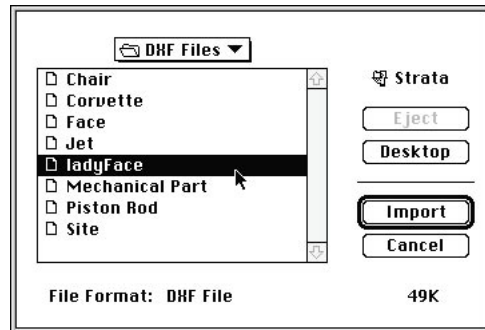 DXF Files
Chair
Corvette
Face
Jet
ladyFace
Mechanical Part
Piston Rod
Site
Strata
Eject
Desktop
Import
Cancel
File Format: DXF File
49K